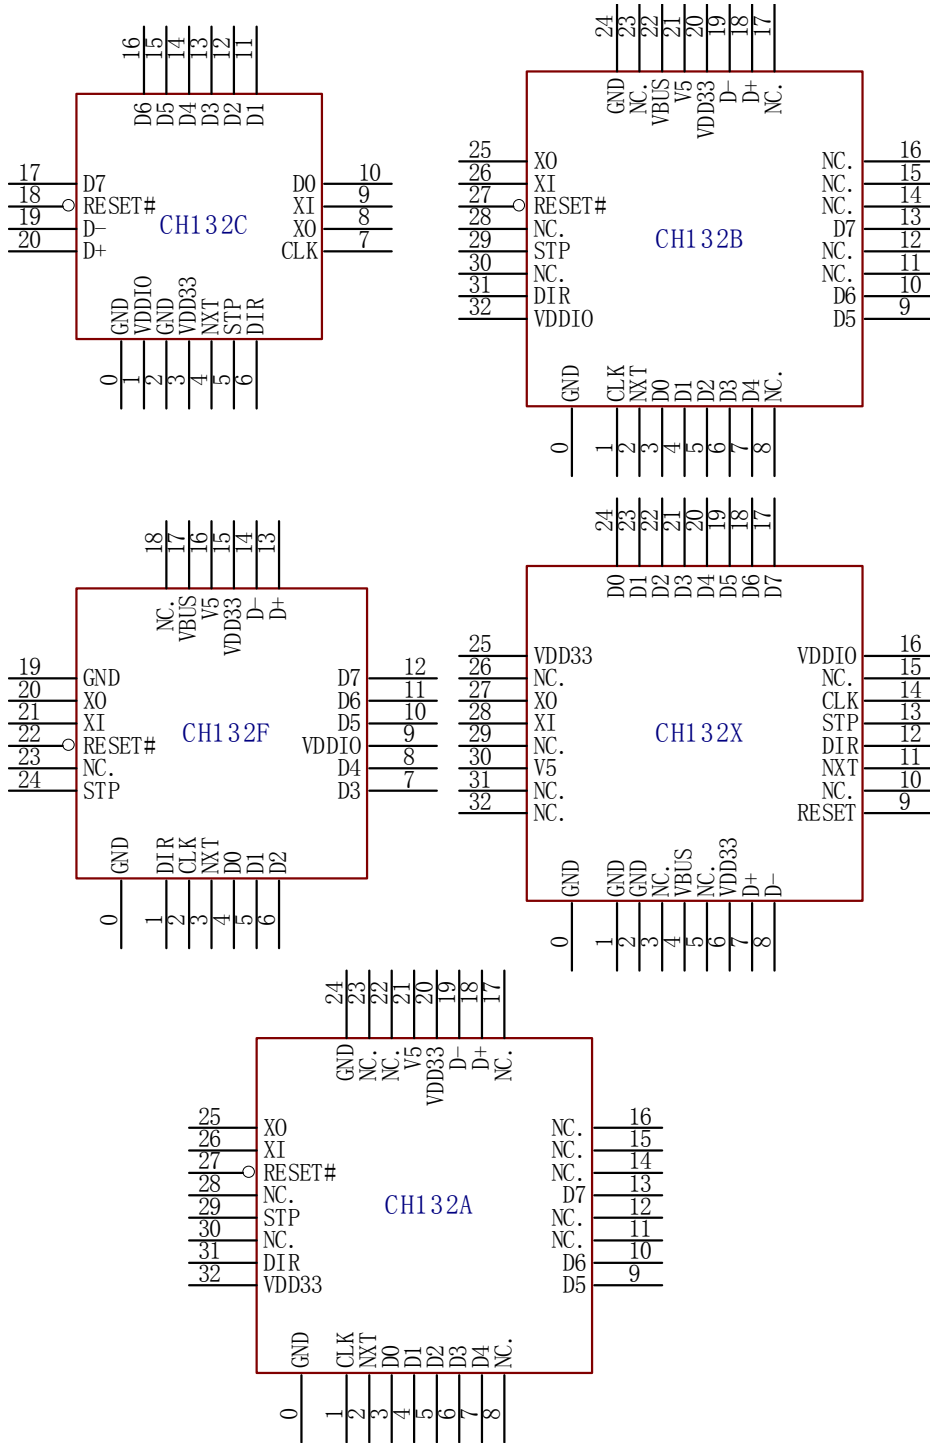 16 15 14 13 12 11
D6 D5 D4 D3 D2 D1
17 D7
18 RESET#
19 D-
20 D+
CH132C
D0 10
XI 9
XO 8
CLK 7
GND VDDIO GND VDD33 NXT STP DIR
0 1 2 3 4 5 6
24 23 22 21 20 19 18 17
GND NC. VBUS V5 VDD33 D- D+ NC.
25 XO
26 XI
27 RESET#
28 NC.
29 STP
30 NC.
31 DIR
32 VDDIO
CH132B
NC. 16
NC. 15
NC. 14
D7 13
NC. 12
NC. 11
D6 10
D5 9
GND CLK NXT D0 D1 D2 D3 D4 NC.
0 1 2 3 4 5 6 7 8
18 17 16 15 14 13
NC. VBUS V5 VDD33 D- D+
19 GND
20 XO
21 XI
22 RESET#
23 NC.
24 STP
CH132F
D7 12
D6 11
D5 10
VDDIO 9
D4 8
D3 7
GND DIR CLK NXT D0 D1 D2
0 1 2 3 4 5 6
24 23 22 21 20 19 18 17
D0 D1 D2 D3 D4 D5 D6 D7
25 VDD33
26 NC.
27 XO
28 XI
29 NC.
30 V5
31 NC.
32 NC.
CH132X
VDDIO 16
NC. 15
CLK 14
STP 13
DIR 12
NXT 11
NC. 10
RESET 9
GND GND GND NC. VBUS NC. VDD33 D+ D-
0 1 2 3 4 5 6 7 8
24 23 22 21 20 19 18 17
GND NC. NC. V5 VDD33 D- D+ NC.
25 XO
26 XI
27 RESET#
28 NC.
29 STP
30 NC.
31 DIR
32 VDD33
CH132A
NC. 16
NC. 15
NC. 14
D7 13
NC. 12
NC. 11
D6 10
D5 9
GND CLK NXT D0 D1 D2 D3 D4 NC.
0 1 2 3 4 5 6 7 8